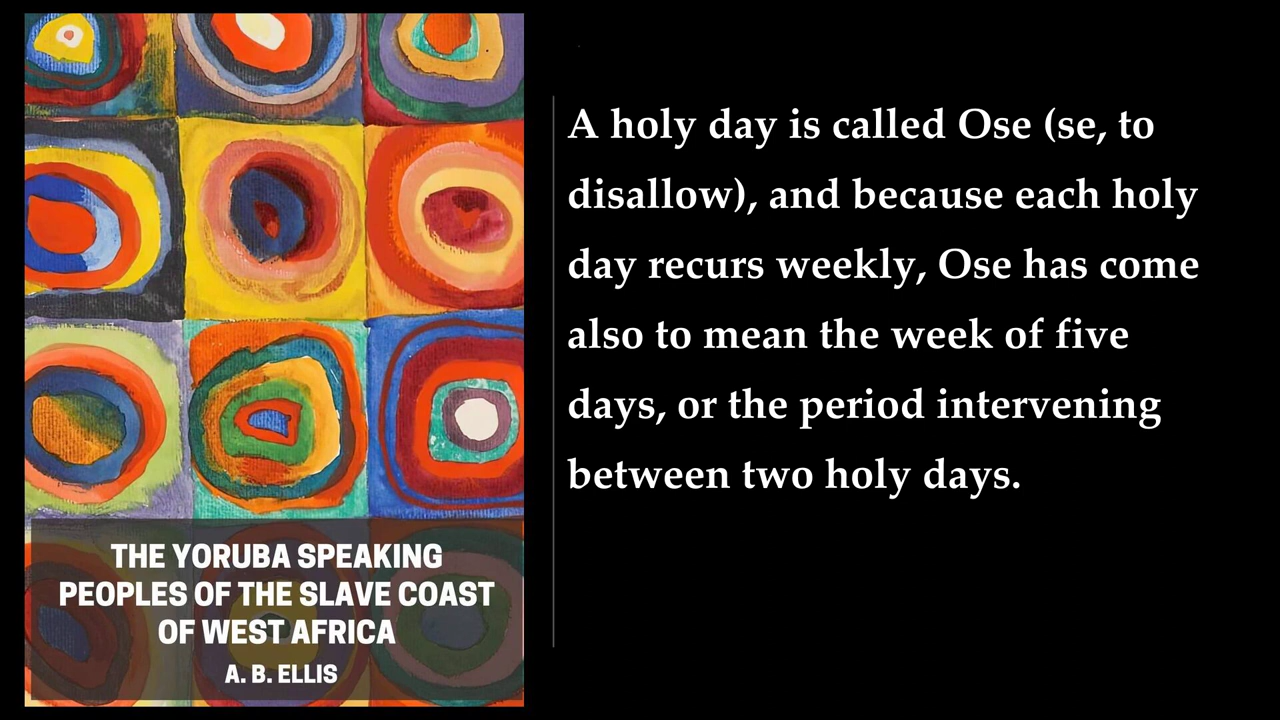 A holy day is called Ose (se, to
disallow), and because each holy
day recurs weekly, Ose has come
also to mean the week of five
days, or the period intervening
between two holy days.
THE YORUBA SPEAKING
PEOPLES OF THE SLAVE COAST
OF WEST AFRICA
A. B. ELLIS